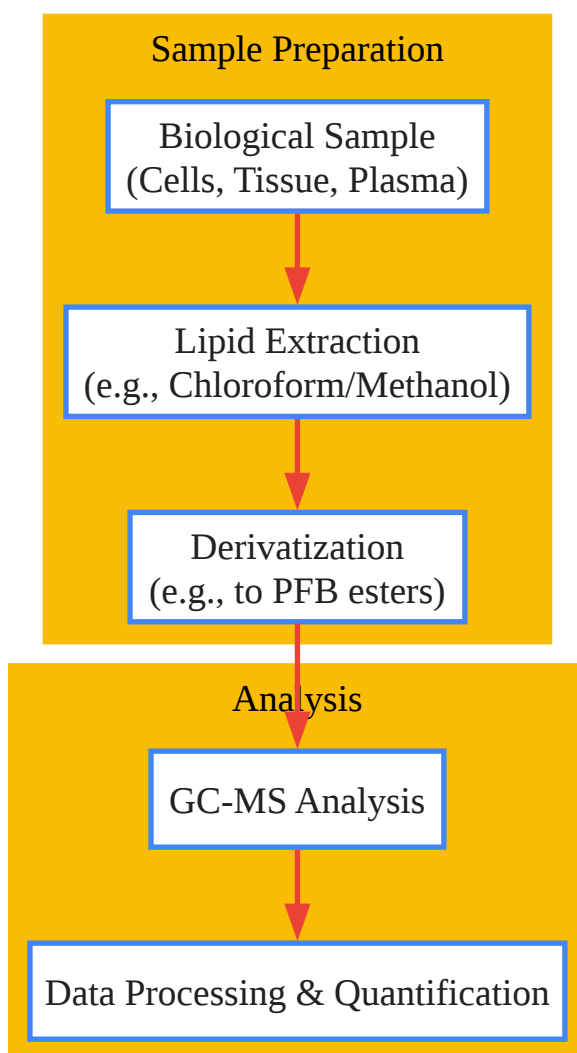 Sample Preparation
Biological Sample
(Cells, Tissue, Plasma)
Lipid Extraction
(e.g., Chloroform/Methanol)
Derivatization
(e.g., to PFB esters)
Analysis
GC-MS Analysis
Data Processing & Quantification